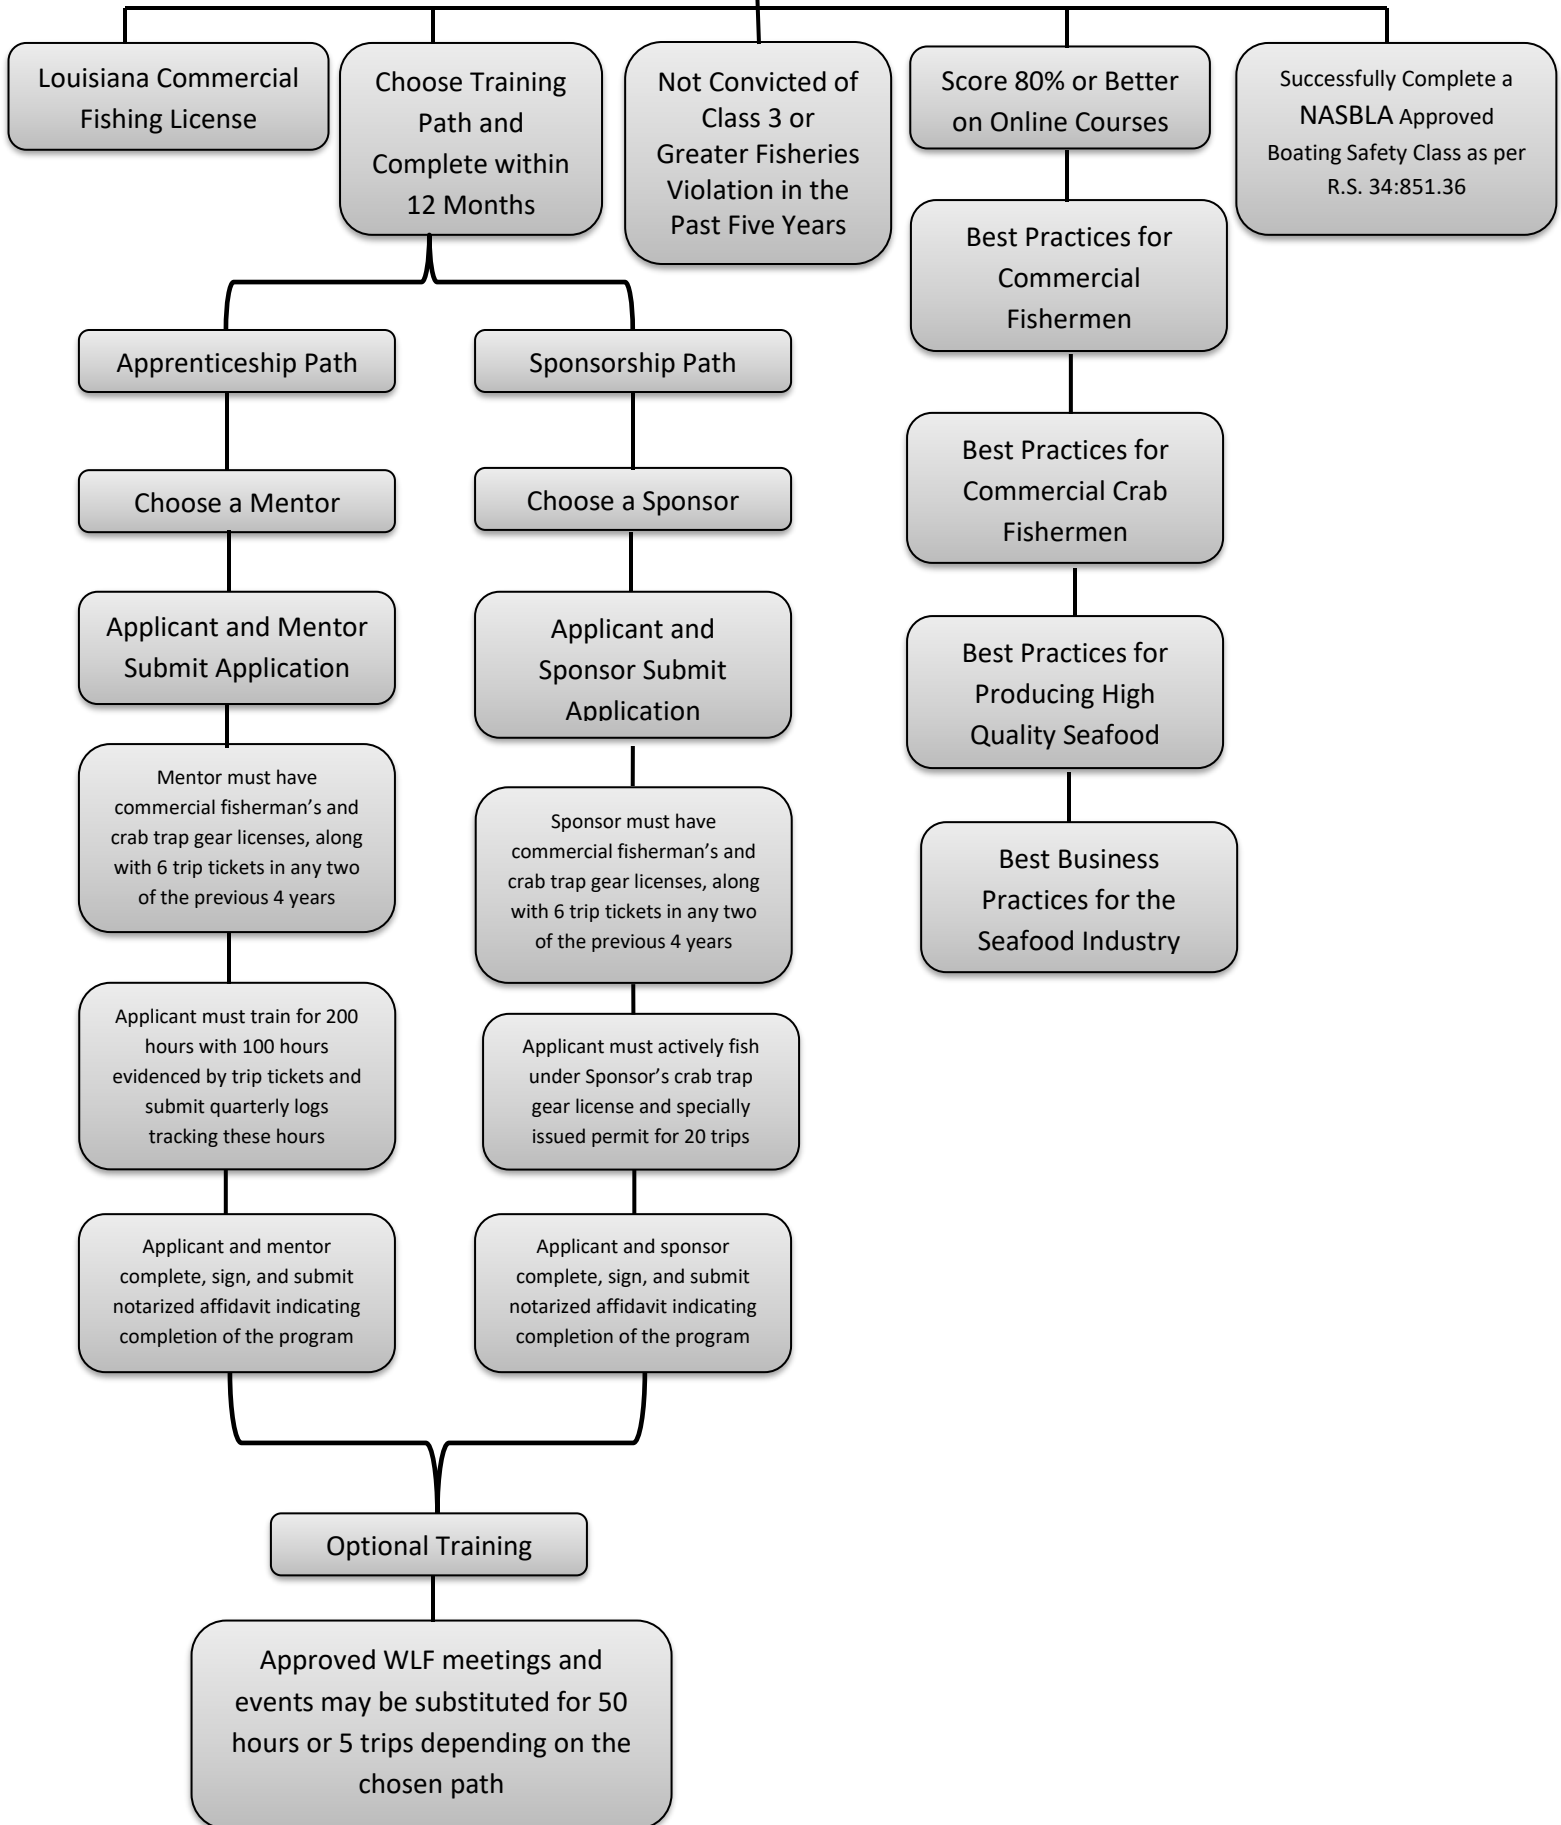 Louisiana Commercial
Fishing License
Choose Training
Path and
Complete within
12 Months
Not Convicted of
Class 3 or
Greater Fisheries
Violation in the
Past Five Years
Score 80% or Better
on Online Courses
Successfully Complete a
NASBLA Approved
Boating Safety Class as per
R.S. 34:851.36
Apprenticeship Path
Choose a Mentor
Applicant and Mentor
Submit Application
Mentor must have
commercial fisherman’s and
crab trap gear licenses, along
with 6 trip tickets in any two
of the previous 4 years
Applicant must train for 200
hours with 100 hours
evidenced by trip tickets and
submit quarterly logs
tracking these hours
Applicant and mentor
complete, sign, and submit
notarized affidavit indicating
completion of the program
Sponsorship Path
Choose a Sponsor
Applicant and
Sponsor Submit
Application
Sponsor must have
commercial fisherman’s and
crab trap gear licenses, along
with 6 trip tickets in any two
of the previous 4 years
Applicant must actively fish
under Sponsor’s crab trap
gear license and specially
issued permit for 20 trips
Applicant and sponsor
complete, sign, and submit
notarized affidavit indicating
completion of the program
Optional Training
Approved WLF meetings and
events may be substituted for 50
hours or 5 trips depending on the
chosen path
Best Practices for
Commercial
Fishermen
Best Practices for
Commercial Crab
Fishermen
Best Practices for
Producing High
Quality Seafood
Best Business
Practices for the
Seafood Industry